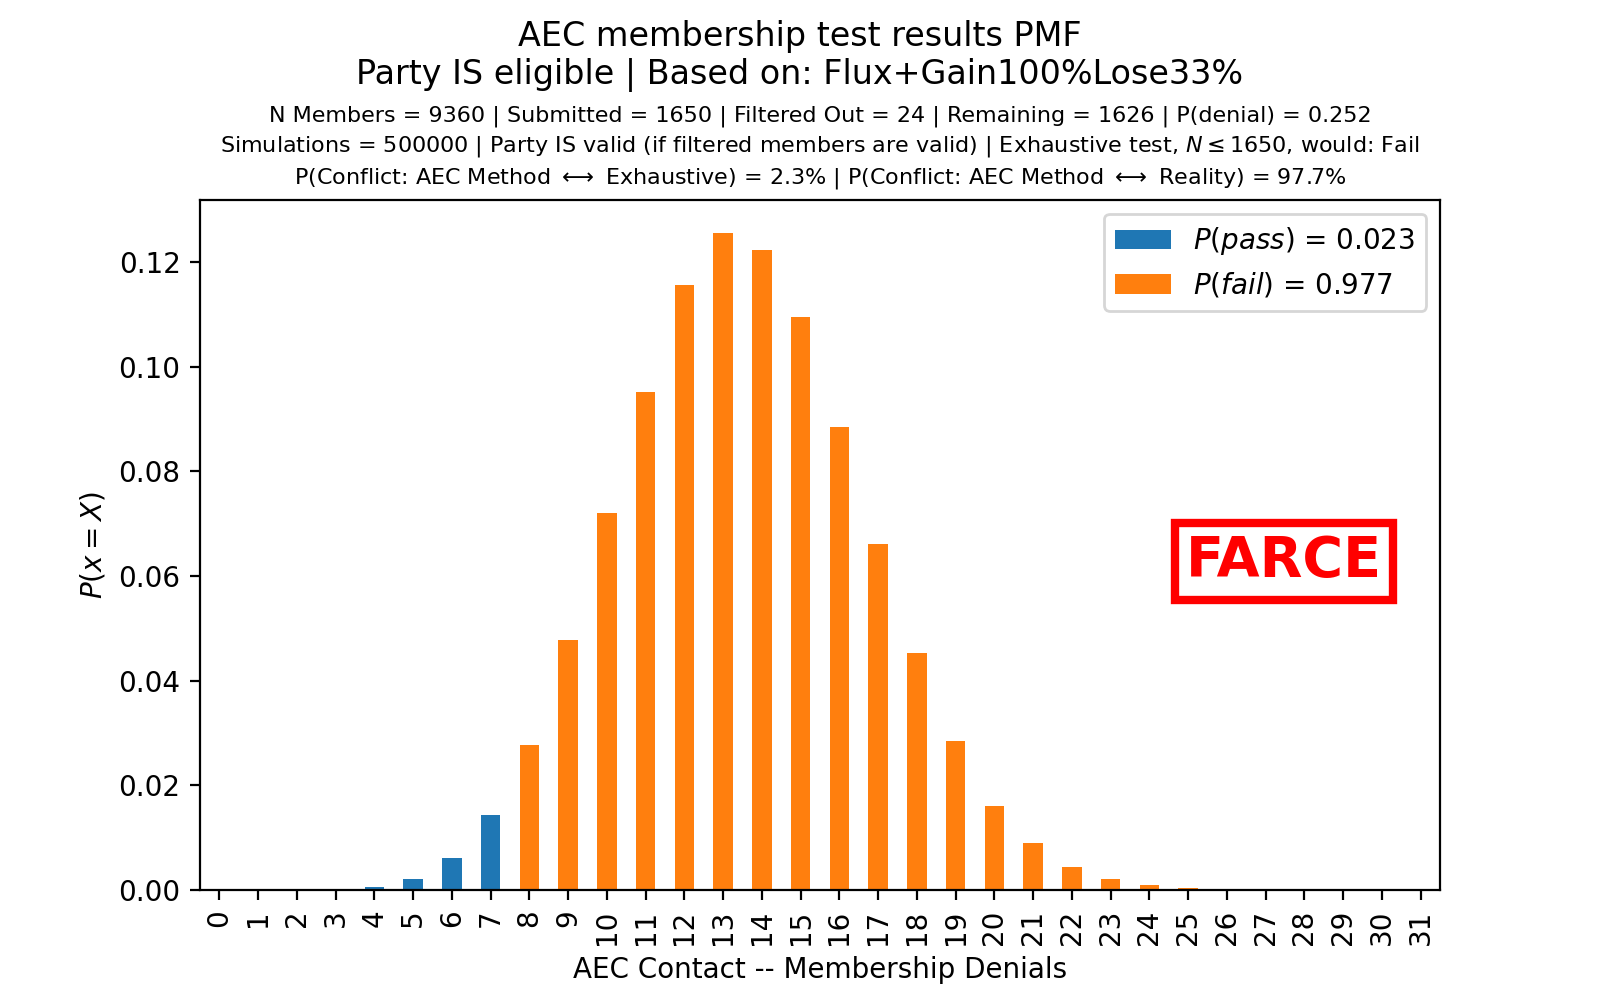 AEC membership test results PMF
Party IS eligible | Based on: Flux+Gain100%Lose33%
N Members = 9360 | Submitted = 1650 | Filtered Out = 24 | Remaining = 1626 | P(denial) = 0.252
Simulations = 500000 | Party IS valid (if filtered members are valid) | Exhaustive test, N ≤ 1650, would: Fail
P(Conflict: AEC Method ⟷ Exhaustive) = 2.3% | P(Conflict: AEC Method ⟷ Reality) = 97.7%
P(pass) = 0.023
P(fail) = 0.977
0.12
0.10
0.08
0.06
0.04
0.02
0.00
P(x = X)
FARCE
0 1 2 3 4 5 6 7 8 9 10 11 12 13 14 15 16 17 18 19 20 21 22 23 24 25 26 27 28 29 30 31
AEC Contact -- Membership Denials